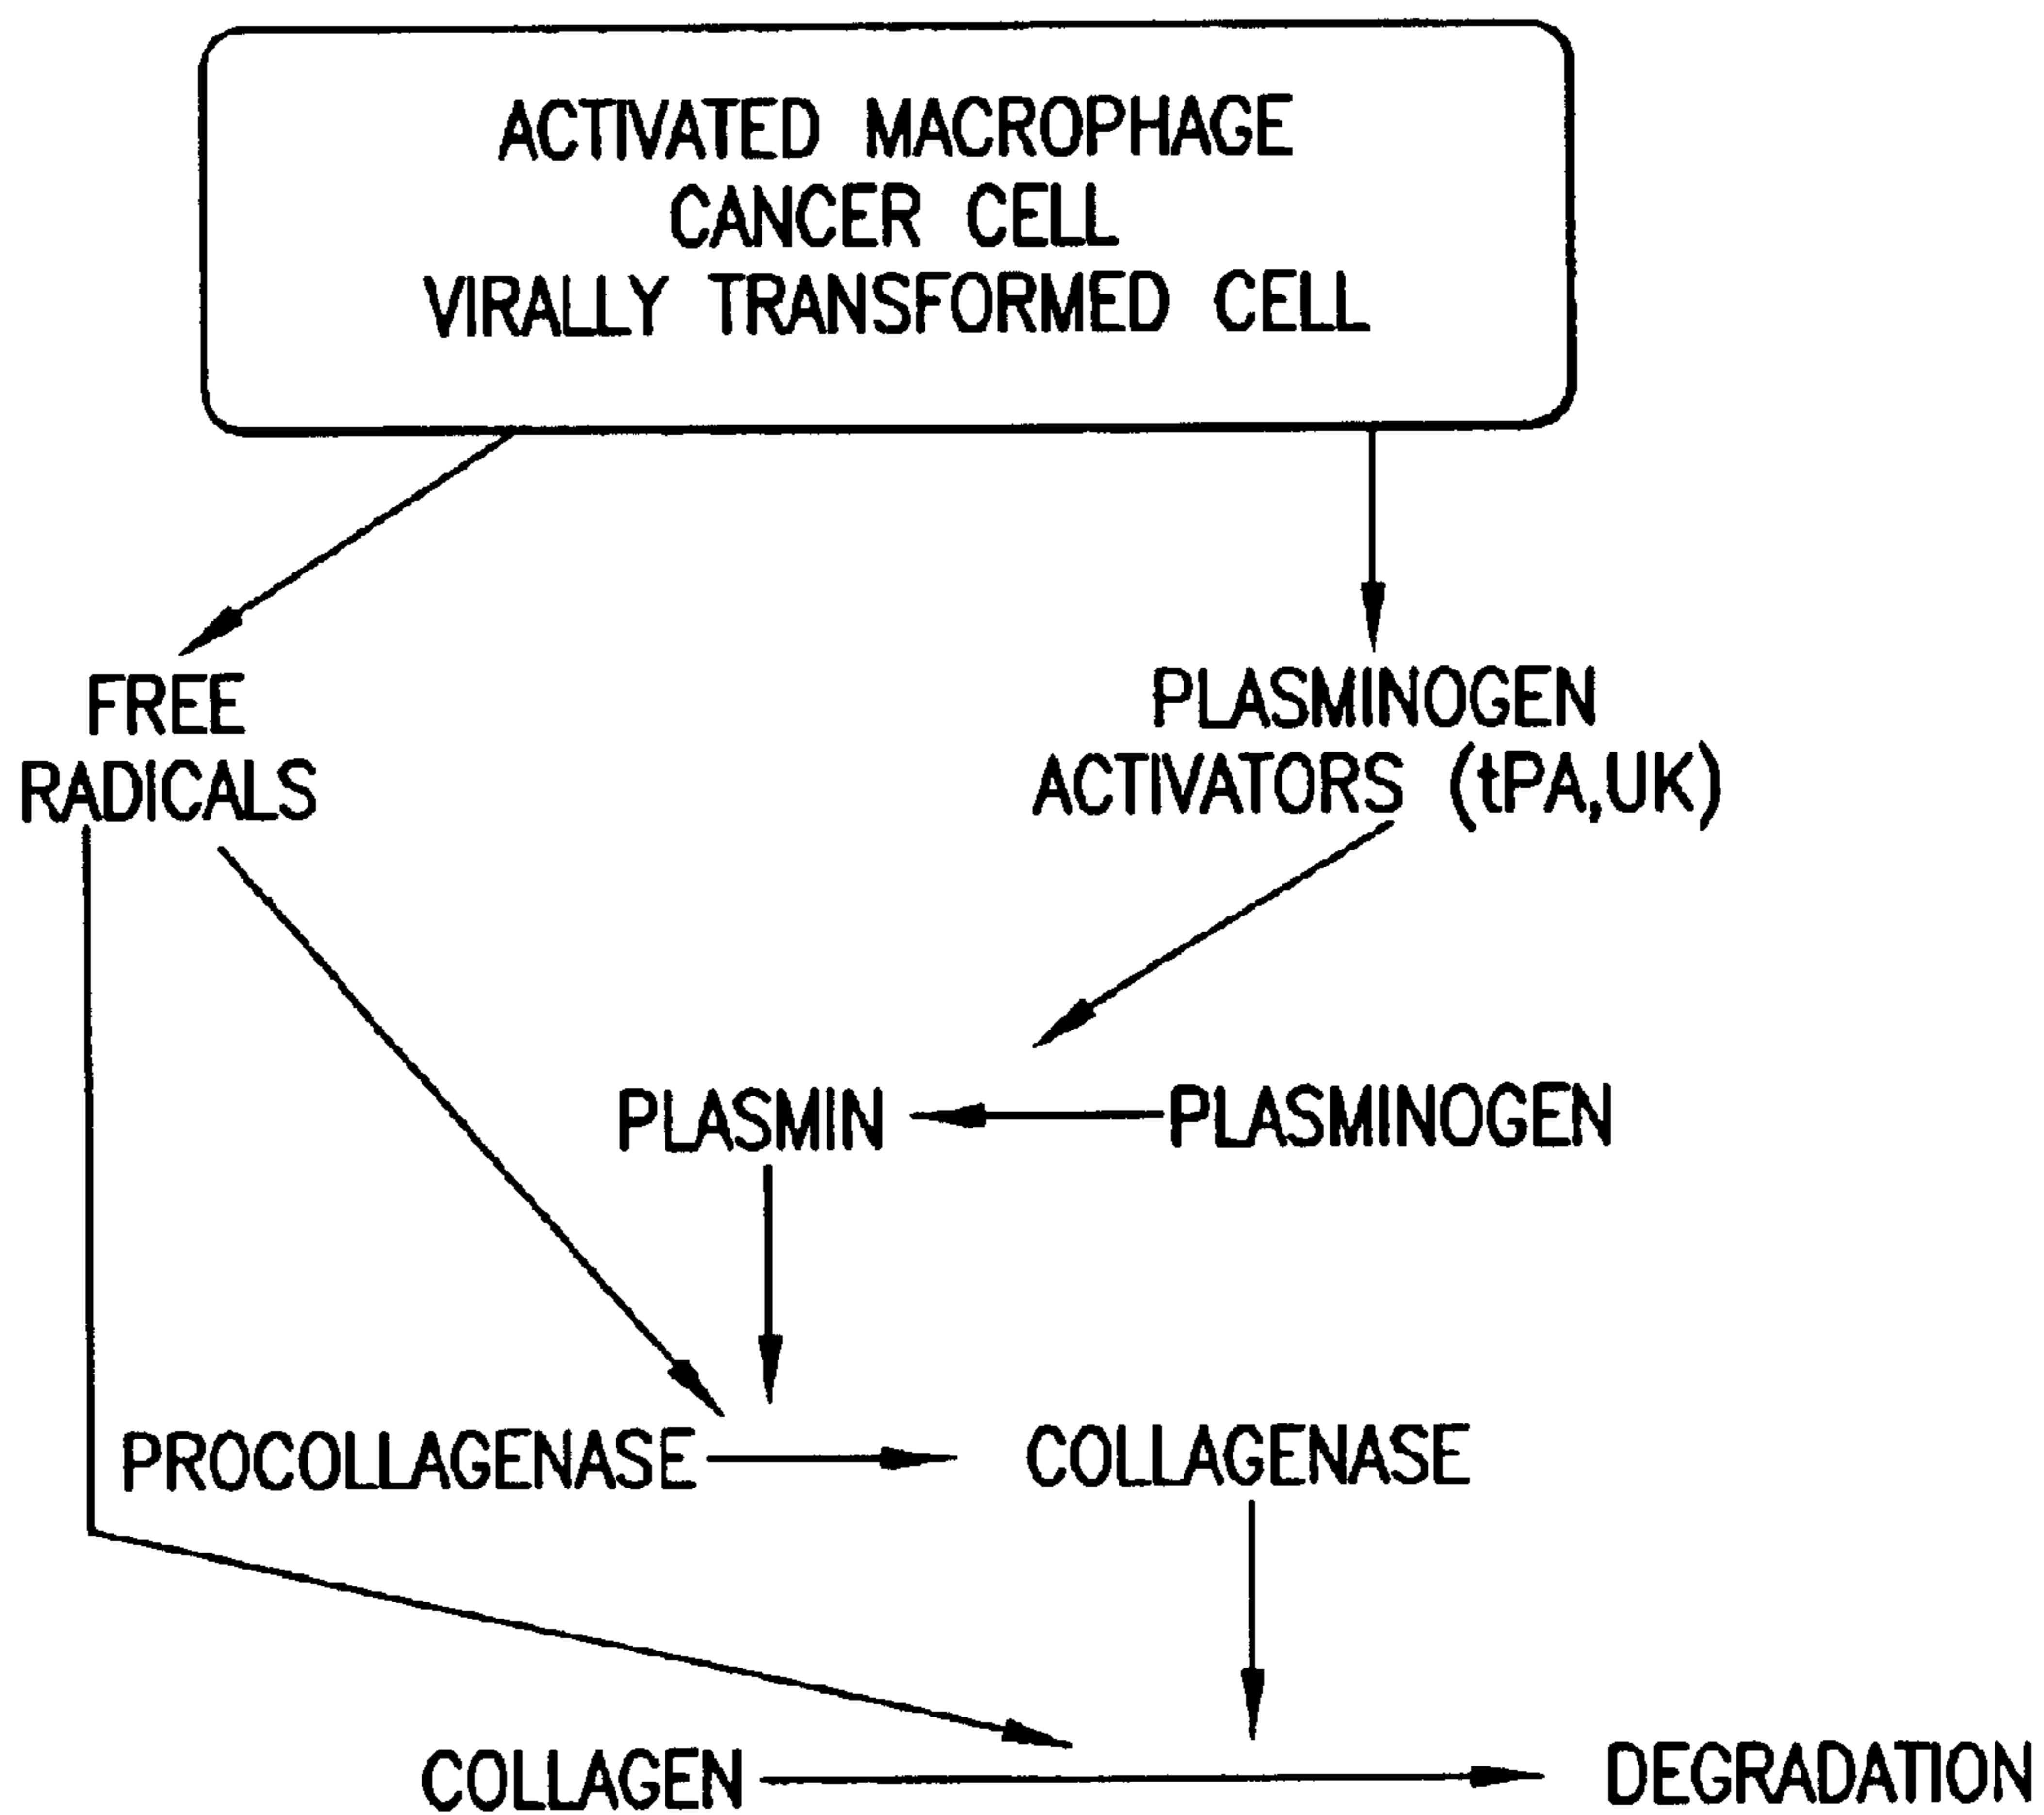 ACTIVATED MACROPHAGE
CANCER CELL
VIRALLY TRANSFORMED CELL
FREE
RADICALS
PLASMINOGEN
ACTIVATORS (tPA,UK)
PLASMIN
PLASMINOGEN
PROCOLLAGENASE
COLLAGENASE
COLLAGEN
DEGRADATION